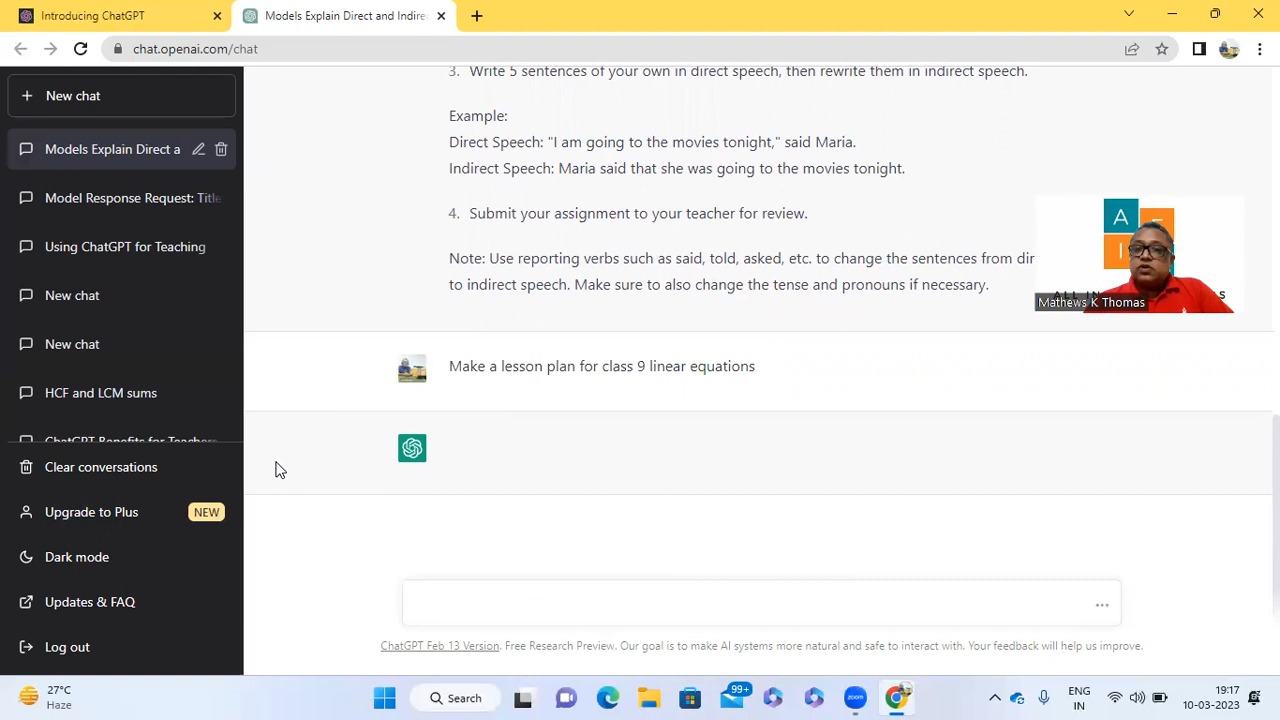 Introducing ChatGPT
Models Explain Direct and Indire
chat.openai.com/chat
New chat
Models Explain Direct a
Model Response Request: Title
Using ChatGPT for Teaching
New chat
New chat
HCF and LCM sums
ChatGPT Benefits for Teachers
Clear conversations
Upgrade to Plus NEW
Dark mode
Updates & FAQ
Log out
3. Write 5 sentences of your own in direct speech, then rewrite them in indirect speech.
Example:
Direct Speech: "I am going to the movies tonight," said Maria.
Indirect Speech: Maria said that she was going to the movies tonight.
4. Submit your assignment to your teacher for review.
Note: Use reporting verbs such as said, told, asked, etc. to change the sentences from dir
to indirect speech. Make sure to also change the tense and pronouns if necessary.
A
I
Mathews K Thomas
Make a lesson plan for class 9 linear equations
ChatGPT Feb 13 Version. Free Research Preview. Our goal is to make AI systems more natural and safe to interact with. Your feedback will help us improve.
27°C
Haze
Search
99+
zoom
ENG
IN
19:17
10-03-2023